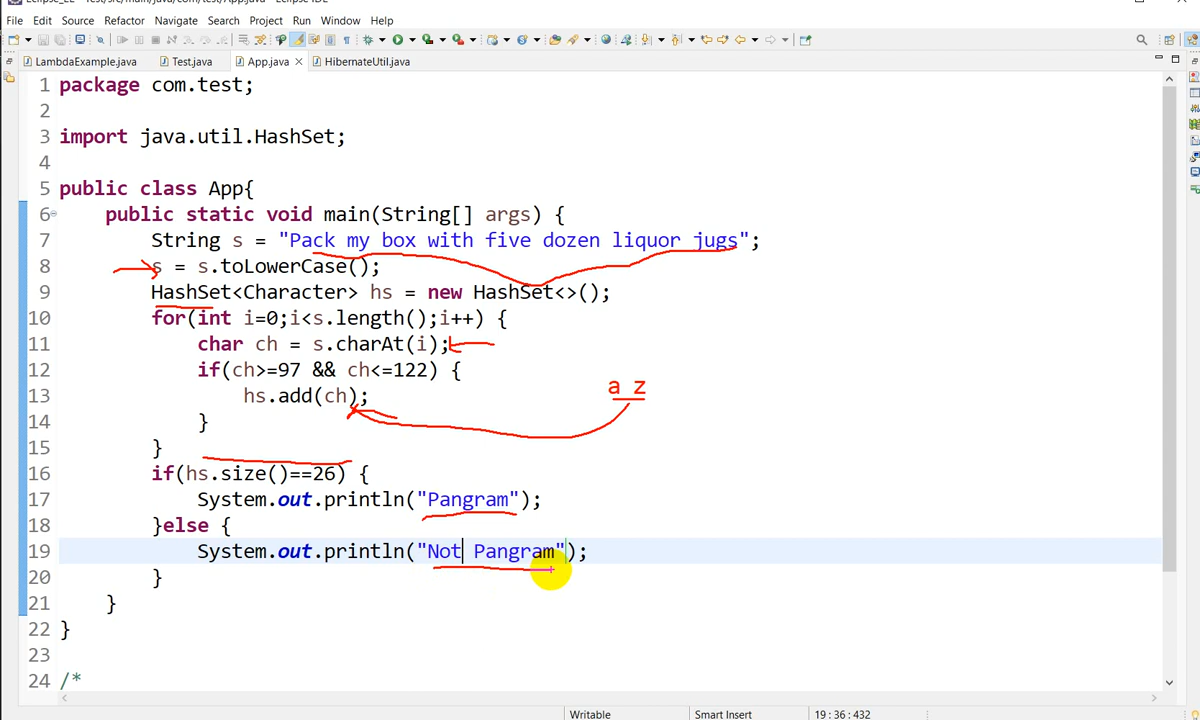 File Edit Source Refactor Navigate Search Project Run Window Help
LambdaExample.java Test.java App.java HibernateUtil.java
1 package com.test;
2
3 import java.util.HashSet;
4
5 public class App{
6 public static void main(String[] args) {
7 String s = "Pack my box with five dozen liquor jugs";
8 s = s.toLowerCase();
9 HashSet<Character> hs = new HashSet<>();
10 for(int i=0;i<s.length();i++) {
11 char ch = s.charAt(i);
12 if(ch>=97 && ch<=122) {
a z
13 hs.add(ch);
14 }
15 }
16 if(hs.size()==26) {
17 System.out.println("Pangram");
18 }else {
19 System.out.println("Not Pangram");
20 }
21 }
22 }
23
24 /*
Writable Smart Insert 19 : 36 : 432